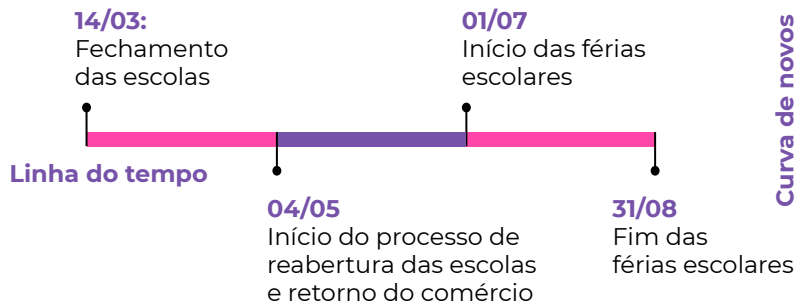 14/03:
Fechamento
das escolas
01/07
Início das férias
escolares
Linha do tempo
04/05
Início do processo de
reabertura das escolas
e retorno do comércio
31/08
Fim das
férias escolares
Curva de novos